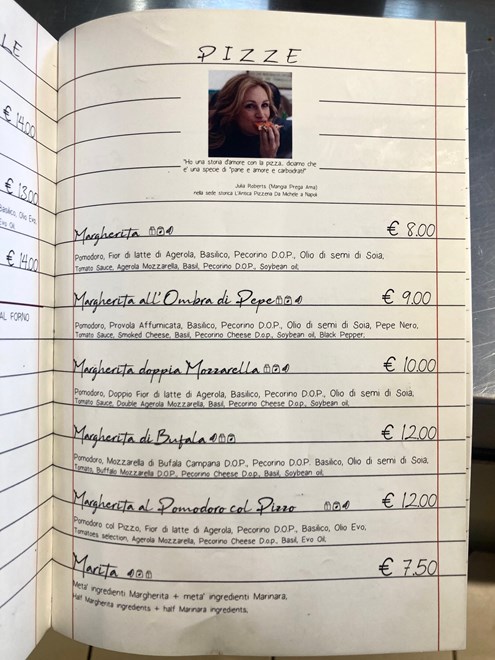 LE
€ 14.00
€ 13.00
Basilico, Olio Evo,
Evo Oil.
€ 14.00
AL FORNO
PIZZE
"Ho una storia d'amore con la pizza, diciamo che
e' una specie di "pane e amore e carboidrati"
Julia Roberts (Mangia Prega Ama)
nella sede storica L'Antica Pizzeria Da Michele a Napoli
Margherita € 8.00
Pomodoro, Fior di latte di Agerola, Basilico, Pecorino D.O.P., Olio di semi di Soia,
Tomato Sauce, Agerola Mozzarella, Basil, Pecorino D.O.P., Soybean oil,
Margherita all'Ombra di Pepe € 9.00
Pomodoro, Provola Affumicata, Basilico, Pecorino D.O.P., Olio di semi di Soia, Pepe Nero,
Tomato Sauce, Smoked Cheese, Basil, Pecorino Cheese D.o.p., Soybean oil, Black Pepper,
Margherita doppia Mozzarella € 10.00
Pomodoro, Doppio Fior di latte di Agerola, Basilico, Pecorino D.O.P., Olio di semi di Soia,
Tomato Sauce, Double Agerola Mozzarella, Basil, Pecorino Cheese D.o.p., Soybean oil,
Margherita di Bufala € 12.00
Pomodoro, Mozzarella di Bufala Campana D.O.P., Pecorino D.O.P. Basilico, Olio di semi di Soia,
Tomato, Buffalo Mozzarella D.O.P., Pecorino Cheese D.o.p., Basil, Soybean oil,
Margherita al Pomodoro col Pizzo € 12.00
Pomodoro col Pizzo, Fior di latte di Agerola, Pecorino D.O.P., Basilico, Olio Evo,
Tomatoes selection, Agerola Mozzarella, Pecorino Cheese D.o.p., Basil, Evo Oil,
Marita € 7.50
Meta' ingredienti Margherita + meta' ingredienti Marinara,
Half Margherita ingredients + half Marinara ingredients,